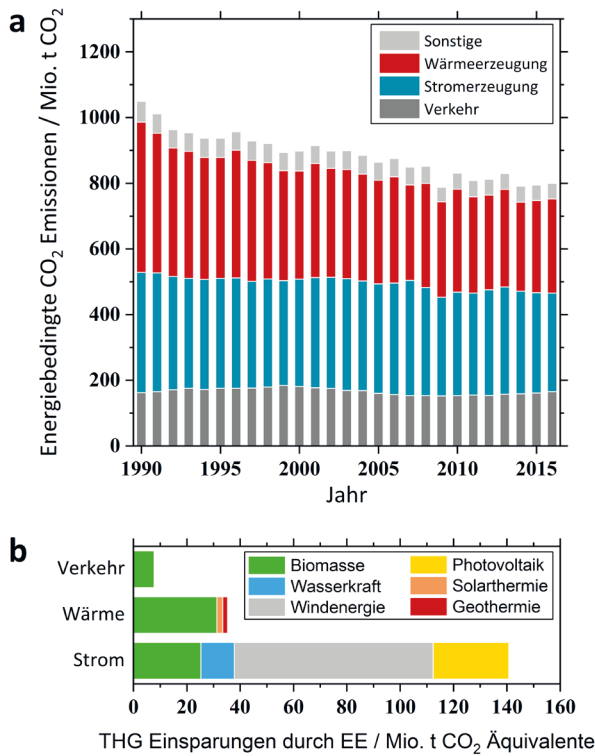 a
Energiebedingte CO2 Emissionen / Mio. t CO2
1200
1000
800
600
400
200
0
Sonstige
Wärmeerzeugung
Stromerzeugung
Verkehr
1990 1995 2000 2005 2010 2015
Jahr
b
Verkehr
Wärme
Strom
Biomasse Photovoltaik
Wasserkraft Solarthermie
Windenergie Geothermie
0 20 40 60 80 100 120 140 160
THG Einsparungen durch EE / Mio. t CO2 Äquivalente